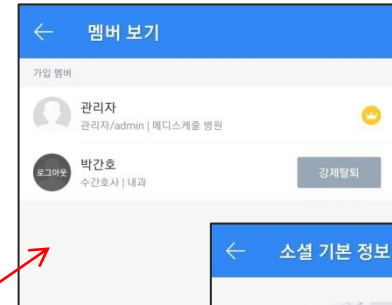 멤버 보기
가입 멤버
관리자
관리자/admin | 메디스케줄 병원
로그아웃
박간호
수간호사 | 내과
강제탈퇴
소셜 기본 정보